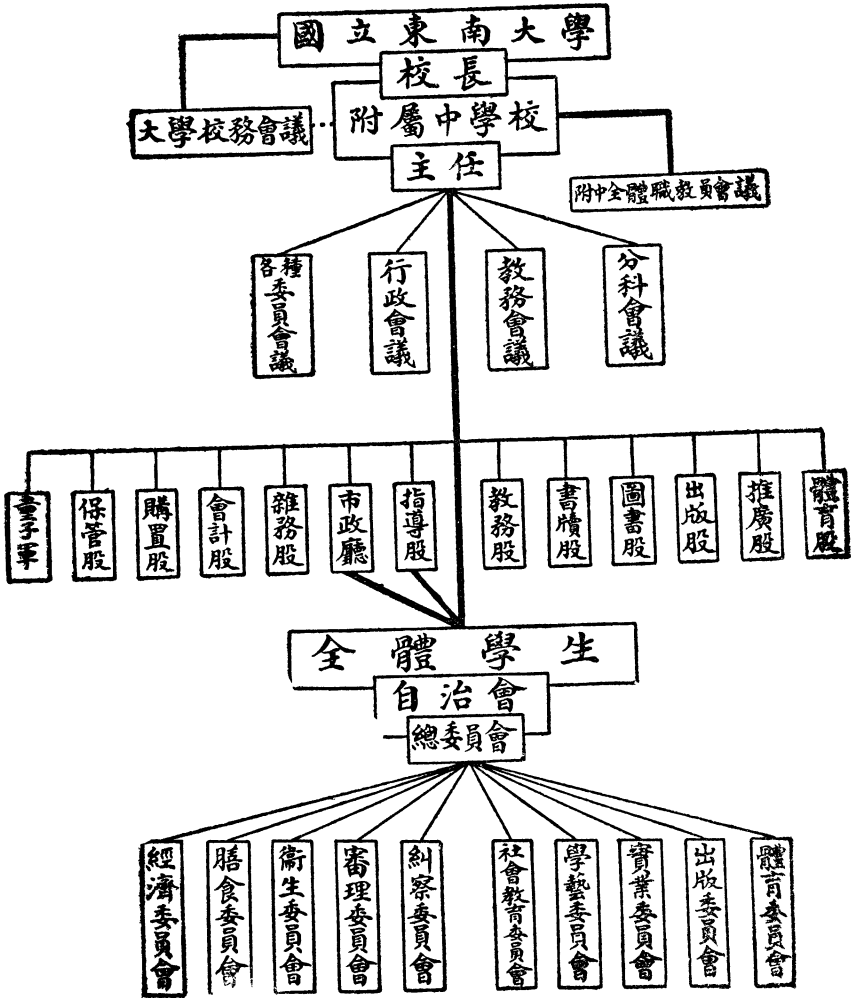 國立東南大學
校長
附屬中學校
主任
大學校務會議
附中全體職教員會議
各種委員會議
行政會議
教務會議
分科會議
童子軍
保管股
購置股
會計股
雜務股
市政廳
指導股
教務股
書牘股
圖書股
出版股
推廣股
體育股
全體學生
自治會
總委員會
經濟委員會
膳食委員會
衞生委員會
審理委員會
糾察委員會
社會教育委員會
學藝委員會
實業委員會
出版委員會
體育委員會